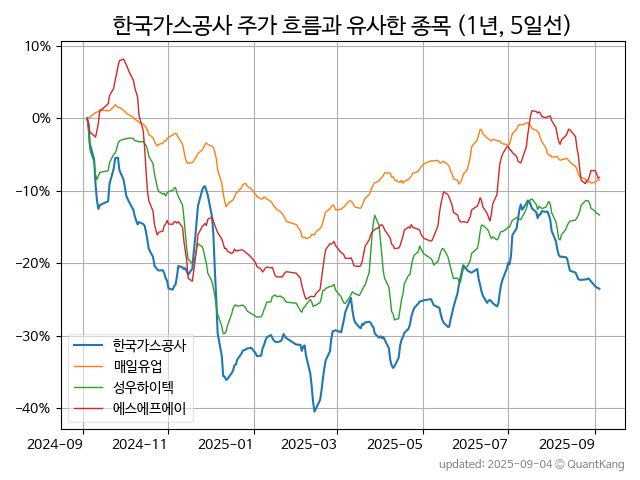 한국가스공사 주가 흐름과 유사한 종목 (1년, 5일선)
10%
0%
−10%
−20%
−30%
−40%
한국가스공사
매일유업
성우하이텍
에스에프에이
2024-09
2024-11
2025-01
2025-03
2025-05
2025-07
2025-09
updated: 2025-09-04 © QuantKang